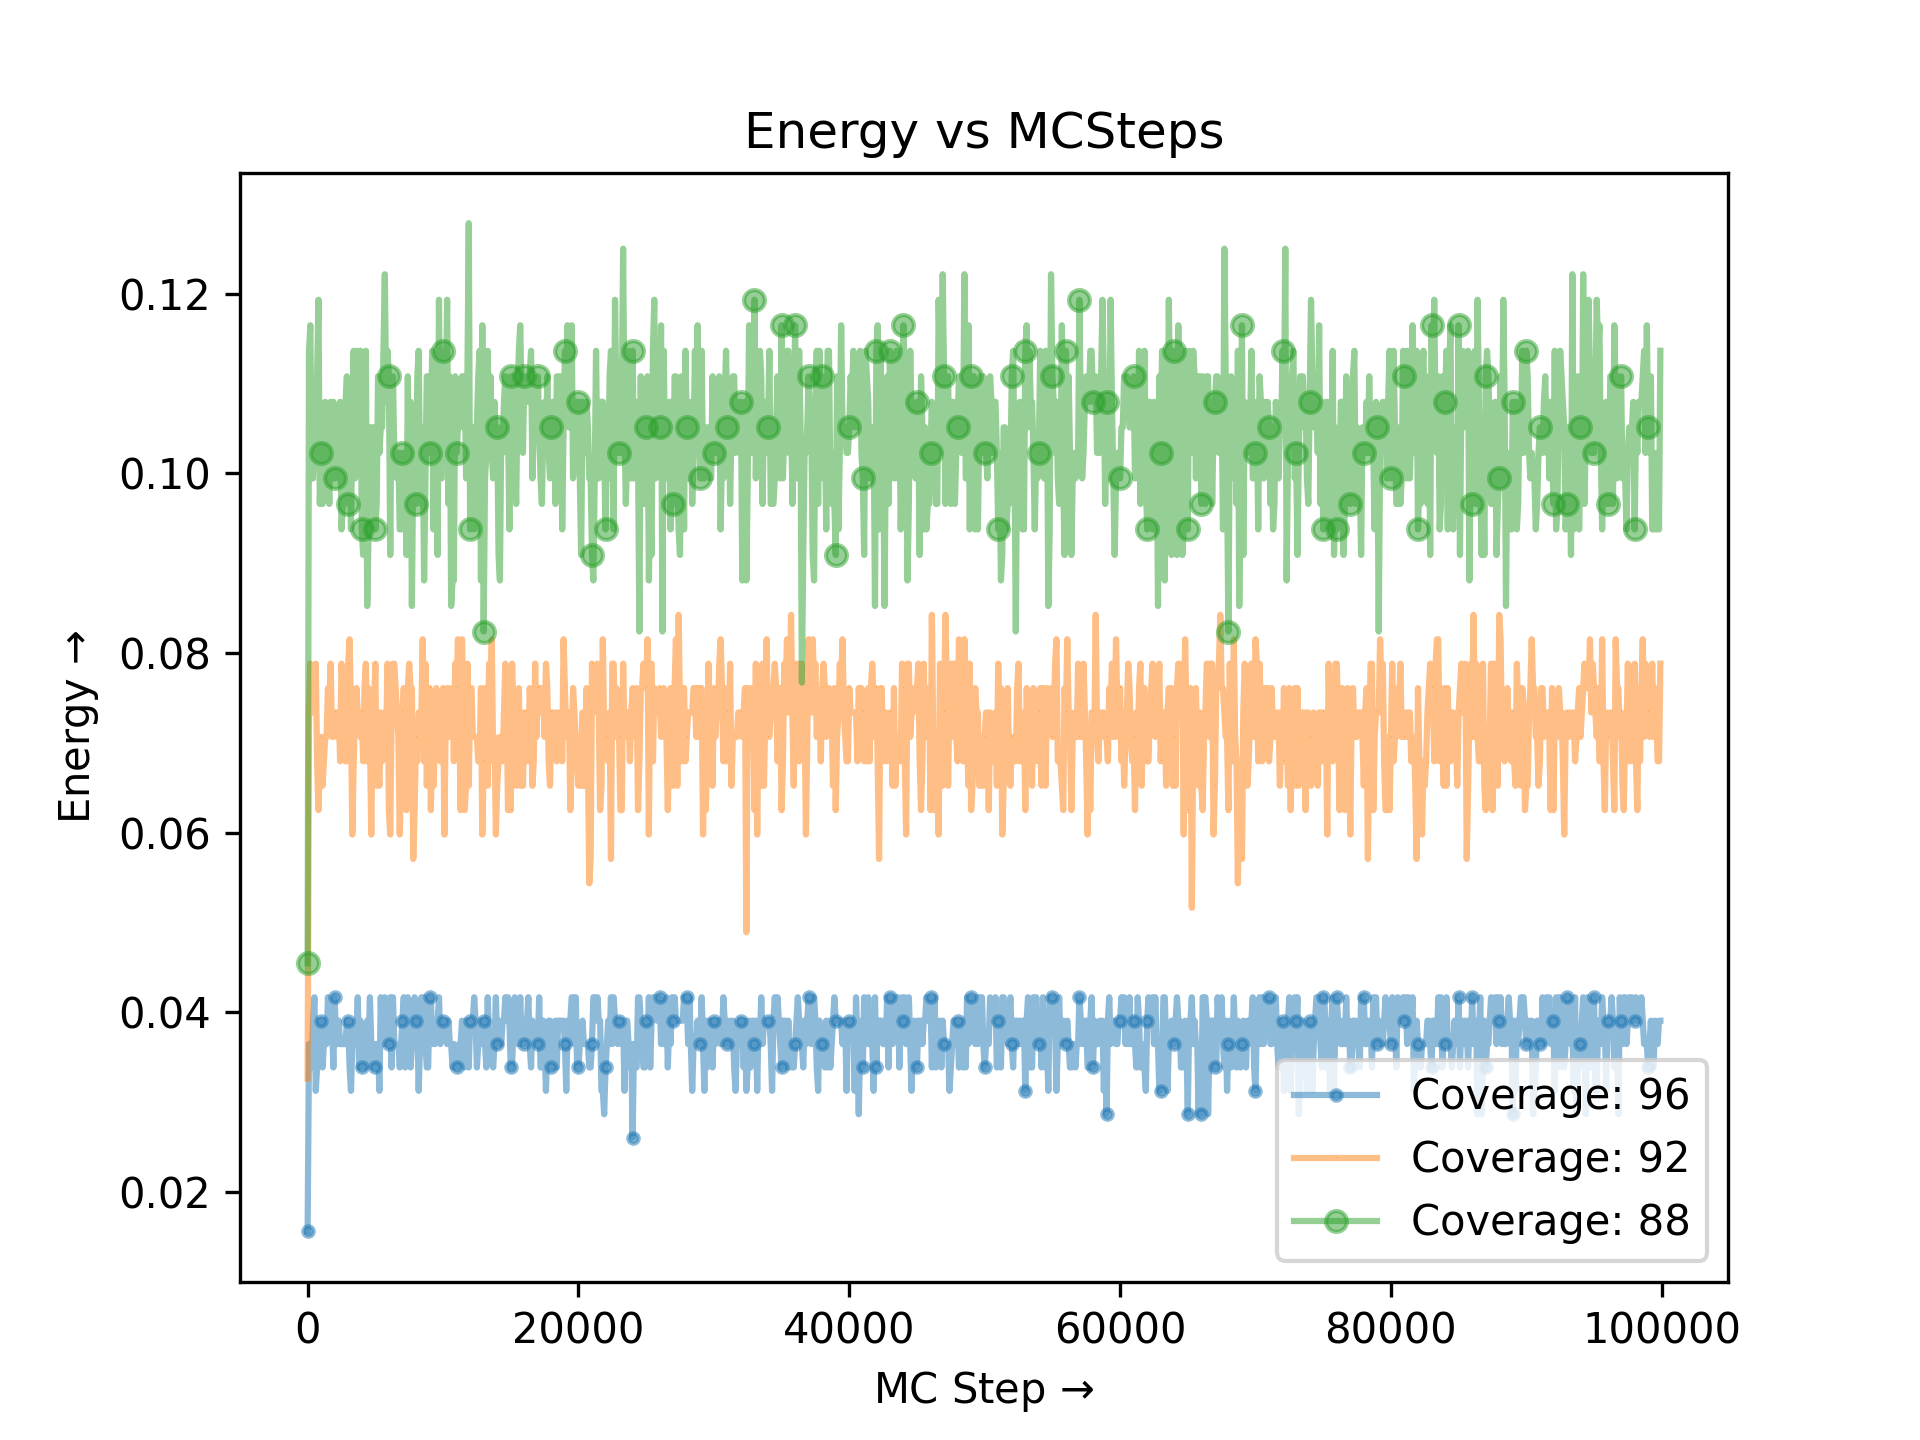 Energy vs MCSteps
Energy →
0.12
0.10
0.08
0.06
0.04
0.02
0 20000 40000 60000 80000 100000
MC Step →
Coverage: 96
Coverage: 92
Coverage: 88